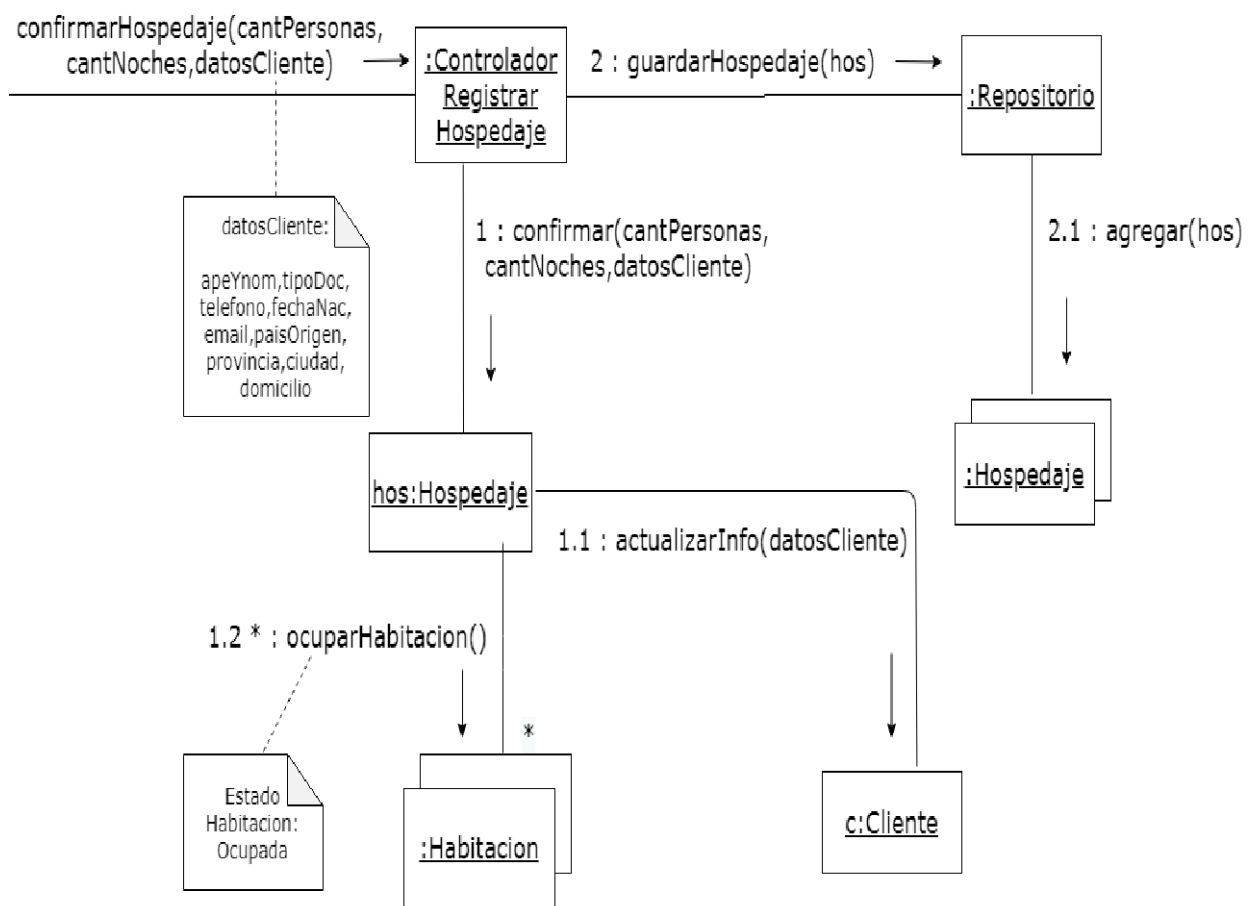 confirmarHospedaje(cantPersonas,
cantNoches,datosCliente)
:Controlador
Registrar
Hospedaje
2 : guardarHospedaje(hos)
:Repositorio
datosCliente:
apeYnom,tipoDoc,
telefono,fechaNac,
email,paisOrigen,
provincia,ciudad,
domicilio
1 : confirmar(cantPersonas,
cantNoches,datosCliente)
2.1 : agregar(hos)
hos:Hospedaje
:Hospedaje
1.1 : actualizarInfo(datosCliente)
1.2 * : ocuparHabitacion()
*
Estado
Habitacion:
Ocupada
:Habitacion
c:Cliente